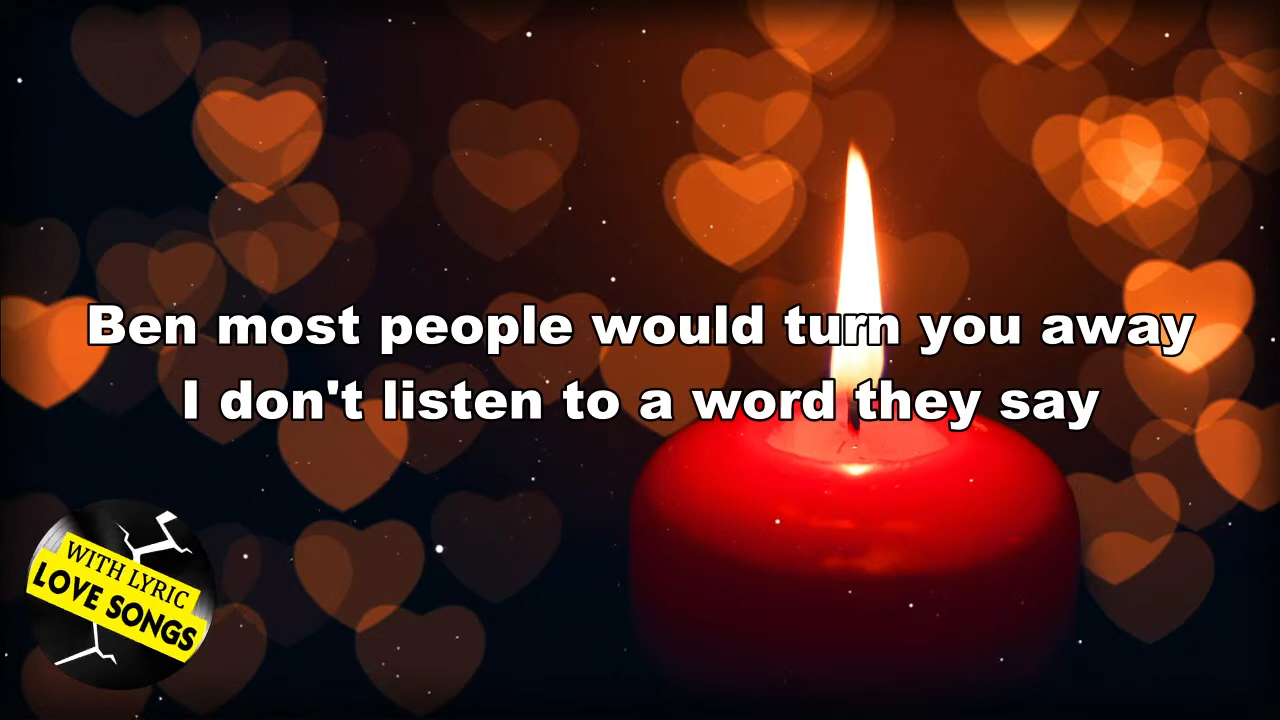 Ben most people would turn you away
I don't listen to a word they say
WITH LYRIC
LOVE SONGS